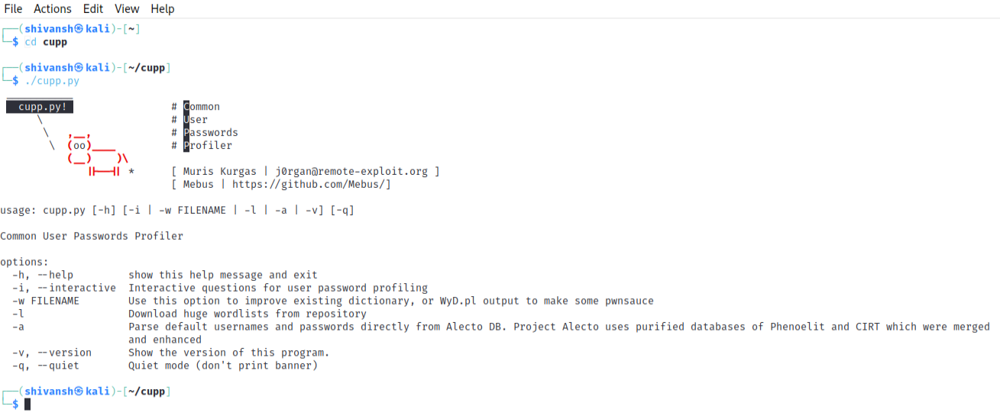 File Actions Edit View Help
┌──(shivansh㉿kali)-[~]
└─$ cd cupp
┌──(shivansh㉿kali)-[~/cupp]
└─$ ./cupp.py
cupp.py! # Common
\ # User
\ ,__, # Passwords
\ (oo)____ # Profiler
(__) )\
||--|| * [ Muris Kurgas | j0rgan@remote-exploit.org ]
[ Mebus | https://github.com/Mebus/]
usage: cupp.py [-h] [-i | -w FILENAME | -l | -a | -v] [-q]
Common User Passwords Profiler
options:
-h, --help show this help message and exit
-i, --interactive Interactive questions for user password profiling
-w FILENAME Use this option to improve existing dictionary, or WyD.pl output to make some pwnsauce
-l Download huge wordlists from repository
-a Parse default usernames and passwords directly from Alecto DB. Project Alecto uses purified databases of Phenoelit and CIRT which were merged
and enhanced
-v, --version Show the version of this program.
-q, --quiet Quiet mode (don't print banner)
┌──(shivansh㉿kali)-[~/cupp]
└─$